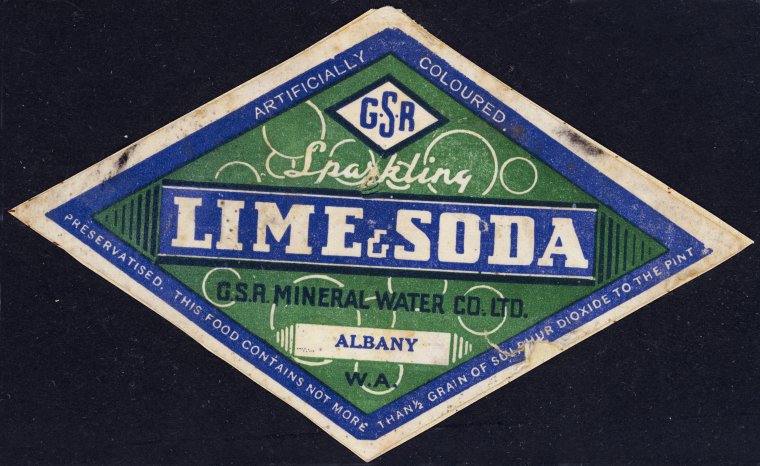 ARTIFICIALLY COLOURED
G.S.R
Sparkling
LIME & SODA
G.S.R. MINERAL WATER CO. LTD.
ALBANY
W.A.
PRESERVATISED. THIS FOOD CONTAINS NOT MORE
THAN ½ GRAIN OF SULPHUR DIOXIDE TO THE PINT